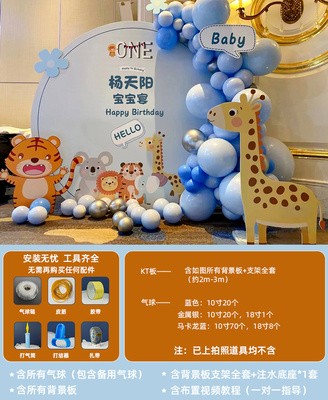 ONE
Baby
杨天阳
宝宝宴
Happy Birthday
HELLO
安装无忧 工具齐全
无需再购买任何配件
气球链
皮筋
胶带
打气筒
打结器
扎带
KT板—— 含如图所有背景板+支架全套
(约2m-3m)
气球:—— 蓝色:10寸20个
金属银:10寸20个,18寸1个
马卡龙蓝:10寸70个,18寸8个
注:已上拍照道具均不含
含所有气球(包含备用气球)
含所有背景板
含背景板支架全套+注水底座*1套
含布置视频教程(一对一指导)